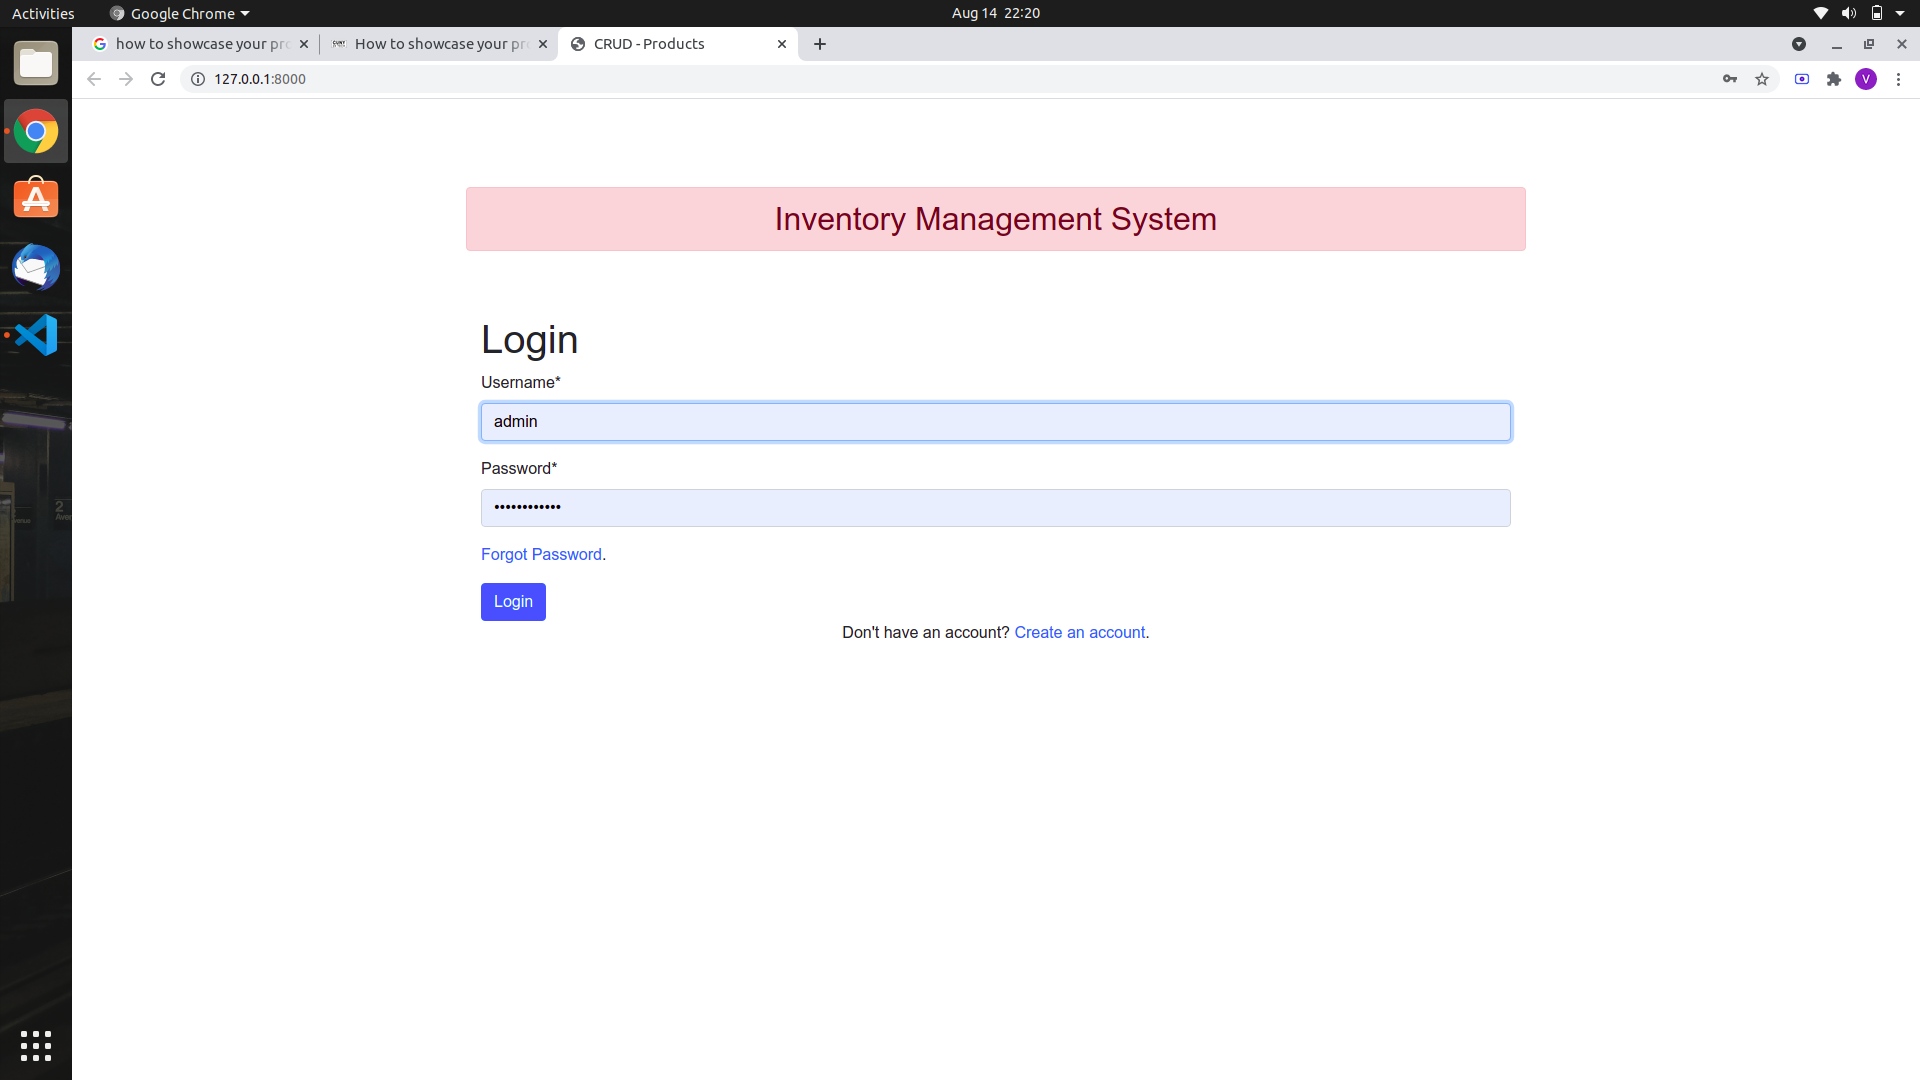 Activities
Google Chrome
Aug 14 22:20
how to showcase your pro
How to showcase your pr
CRUD - Products
127.0.0.1:8000
V
Inventory Management System
Login
Username*
admin
Password*
••••••••••••
Forgot Password.
Login
Don't have an account? Create an account.
2